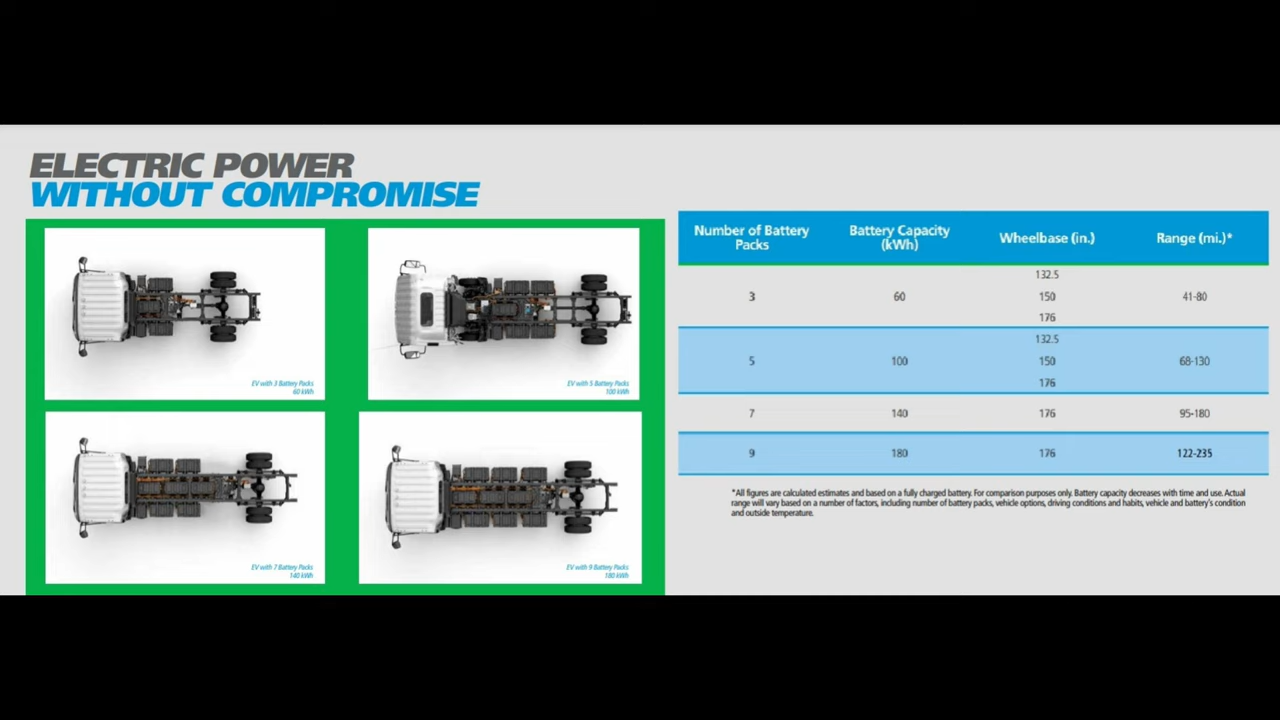 ELECTRIC POWER
WITHOUT COMPROMISE
EV with 3 Battery Packs
60 kWh
EV with 5 Battery Packs
100 kWh
EV with 7 Battery Packs
140 kWh
EV with 9 Battery Packs
180 kWh
Number of Battery Packs Battery Capacity (kWh) Wheelbase (in.) Range (mi.)*
132.5
3 60 150 41-80
176
132.5
5 100 150 68-130
176
7 140 176 95-180
9 180 176 122-235
*All figures are calculated estimates and based on a fully charged battery. For comparison purposes only. Battery capacity decreases with time and use. Actual
range will vary based on a number of factors, including number of battery packs, vehicle options, driving conditions and habits, vehicle and battery's condition
and outside temperature.